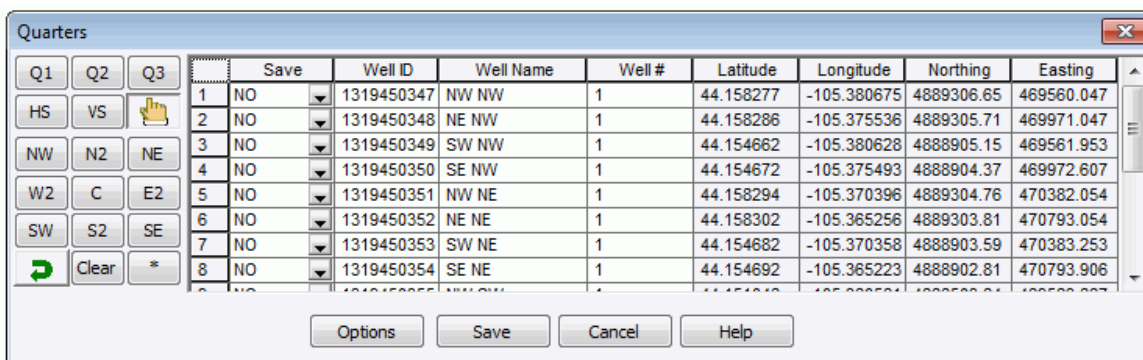 Quarters
Q1 Q2 Q3
HS VS
NW N2 NE
W2 C E2
SW S2 SE
Clear *
Save Well ID Well Name Well # Latitude Longitude Northing Easting
1 NO 1319450347 NW NW 1 44.158277 -105.380675 4889306.65 469560.047
2 NO 1319450348 NE NW 1 44.158286 -105.375536 4889305.71 469971.047
3 NO 1319450349 SW NW 1 44.154662 -105.380628 4888905.15 469561.953
4 NO 1319450350 SE NW 1 44.154672 -105.375493 4888904.37 469972.607
5 NO 1319450351 NW NE 1 44.158294 -105.370396 4889304.76 470382.054
6 NO 1319450352 NE NE 1 44.158302 -105.365256 4889303.81 470793.054
7 NO 1319450353 SW NE 1 44.154682 -105.370358 4888903.59 470383.253
8 NO 1319450354 SE NE 1 44.154692 -105.365223 4888902.81 470793.906
Options Save Cancel Help